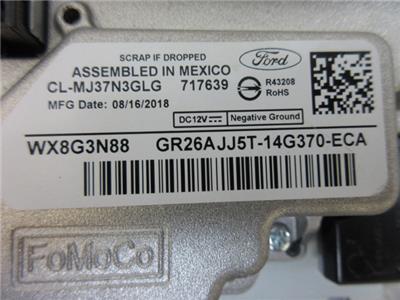 SCRAP IF DROPPED
ASSEMBLED IN MEXICO
CL-MJ37N3GLG 717639
MFG Date: 08/16/2018
Ford
R43208
RoHS
DC12V⎓ Negative Ground
WX8G3N88 GR26AJJ5T-14G370-ECA
FoMoCo